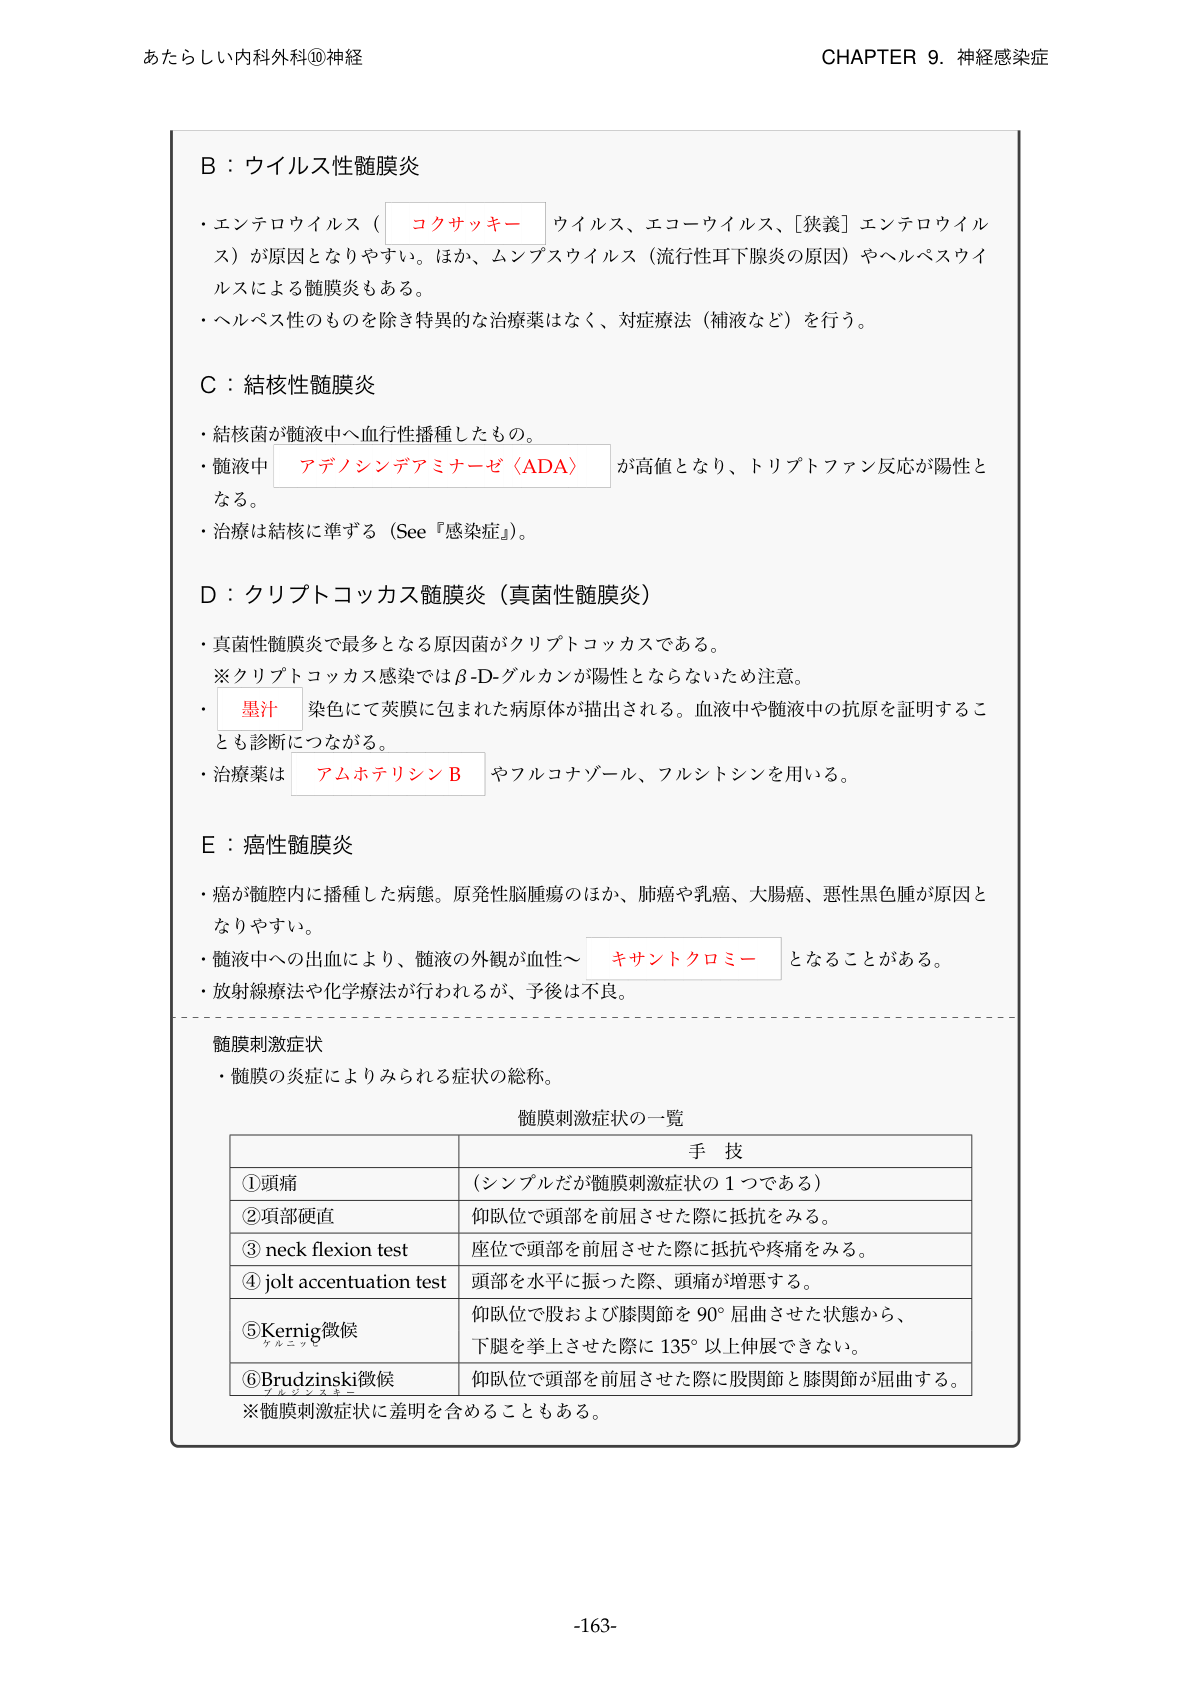 あたらしい内科外科⑩神経
CHAPTER 9. 神経感染症
B：ウイルス性髄膜炎
・エンテロウイルス（ コクサッキー ウイルス、エコーウイルス、［狭義］エンテロウイル
ス）が原因となりやすい。ほか、ムンプスウイルス（流行性耳下腺炎の原因）やヘルペスウイ
ルスによる髄膜炎もある。
・ヘルペス性のものを除き特異的な治療薬はなく、対症療法（補液など）を行う。
C：結核性髄膜炎
・結核菌が髄液中へ血行性播種したもの。
・髄液中 アデノシンデアミナーゼ〈ADA〉 が高値となり、トリプトファン反応が陽性と
なる。
・治療は結核に準ずる（See『感染症』）。
D：クリプトコッカス髄膜炎（真菌性髄膜炎）
・真菌性髄膜炎で最多となる原因菌がクリプトコッカスである。
※クリプトコッカス感染ではβ-D-グルカンが陽性とならないため注意。
・ 墨汁 染色にて莢膜に包まれた病原体が描出される。血液中や髄液中の抗原を証明するこ
とも診断につながる。
・治療薬は アムホテリシン B やフルコナゾール、フルシトシンを用いる。
E：癌性髄膜炎
・癌が髄腔内に播種した病態。原発性脳腫瘍のほか、肺癌や乳癌、大腸癌、悪性黒色腫が原因と
なりやすい。
・髄液中への出血により、髄液の外観が血性〜 キサントクロミー となることがある。
・放射線療法や化学療法が行われるが、予後は不良。
髄膜刺激症状
・髄膜の炎症によりみられる症状の総称。
髄膜刺激症状の一覧
手　技
①頭痛 （シンプルだが髄膜刺激症状の 1 つである）
②項部硬直 仰臥位で頭部を前屈させた際に抵抗をみる。
③ neck flexion test 座位で頭部を前屈させた際に抵抗や疼痛をみる。
④ jolt accentuation test 頭部を水平に振った際、頭痛が増悪する。
仰臥位で股および膝関節を 90° 屈曲させた状態から、
⑤Kernig徴候
ケルニッヒ
下腿を挙上させた際に 135° 以上伸展できない。
⑥Brudzinski徴候 仰臥位で頭部を前屈させた際に股関節と膝関節が屈曲する。
ブルジンスキー
※髄膜刺激症状に羞明を含めることもある。
-163-